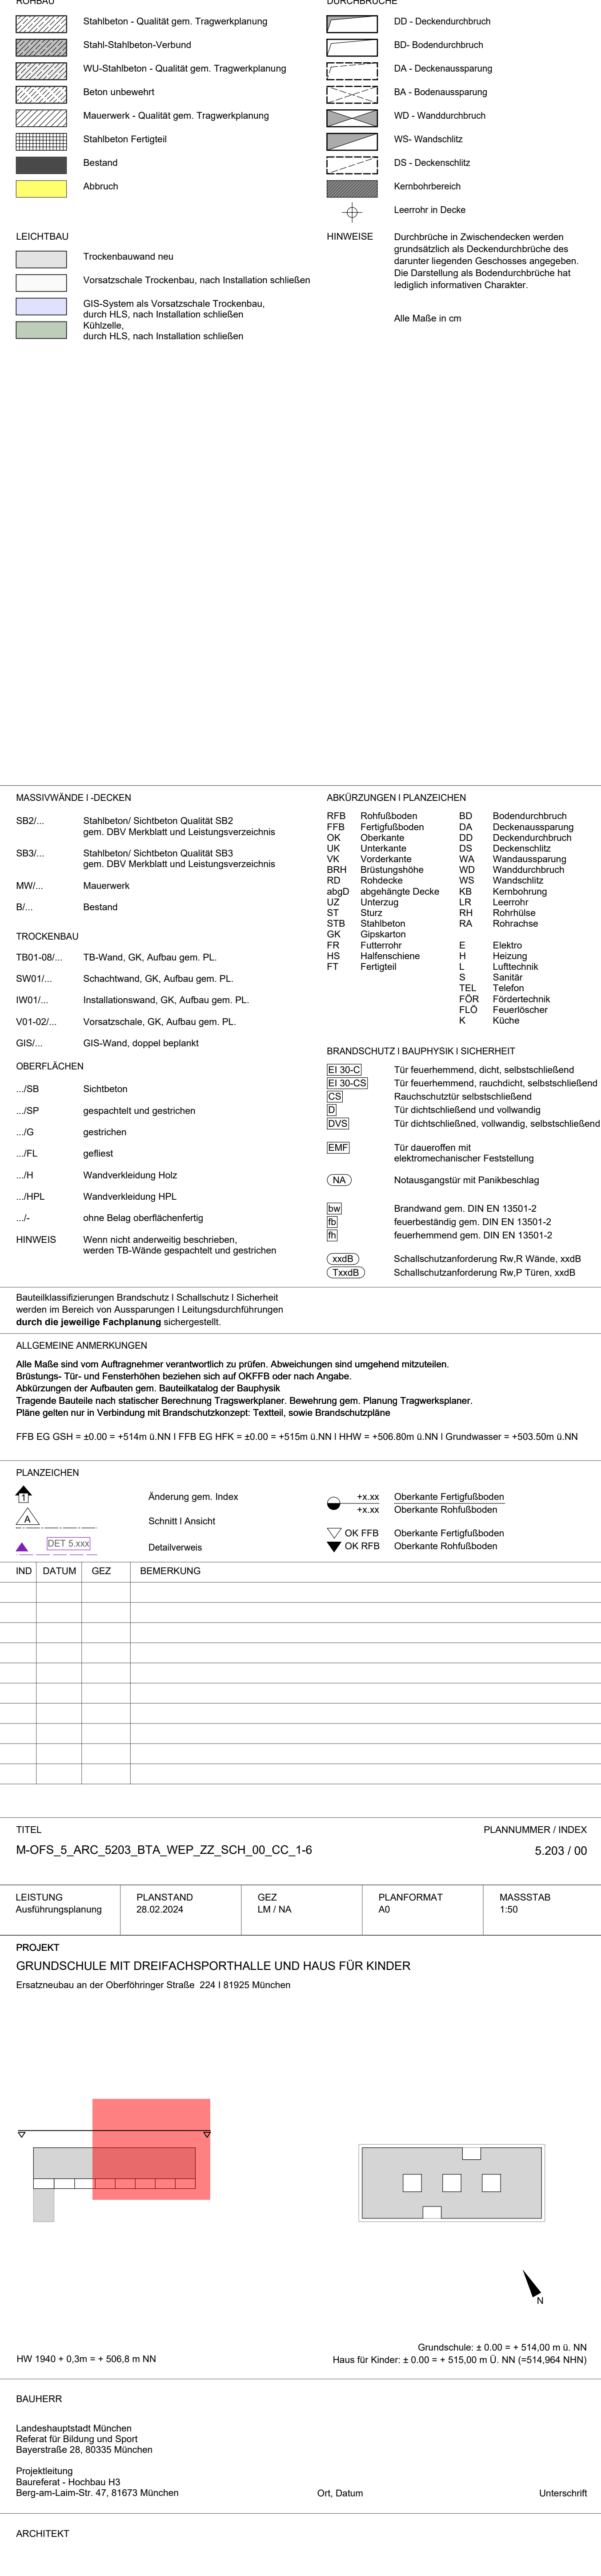 ROHBAU
Stahlbeton - Qualität gem. Tragwerkplanung
Stahl-Stahlbeton-Verbund
WU-Stahlbeton - Qualität gem. Tragwerkplanung
Beton unbewehrt
Mauerwerk - Qualität gem. Tragwerkplanung
Stahlbeton Fertigteil
Bestand
Abbruch
DURCHBRÜCHE
DD - Deckendurchbruch
BD- Bodendurchbruch
DA - Deckenaussparung
BA - Bodenaussparung
WD - Wanddurchbruch
WS- Wandschlitz
DS - Deckenschlitz
Kernbohrbereich
Leerrohr in Decke
LEICHTBAU
Trockenbauwand neu
Vorsatzschale Trockenbau, nach Installation schließen
GIS-System als Vorsatzschale Trockenbau,
durch HLS, nach Installation schließen
Kühlzelle,
durch HLS, nach Installation schließen
HINWEISE
Durchbrüche in Zwischendecken werden
grundsätzlich als Deckendurchbrüche des
darunter liegenden Geschosses angegeben.
Die Darstellung als Bodendurchbrüche hat
lediglich informativen Charakter.
Alle Maße in cm
MASSIVWÄNDE I -DECKEN
SB2/... Stahlbeton/ Sichtbeton Qualität SB2
gem. DBV Merkblatt und Leistungsverzeichnis
SB3/... Stahlbeton/ Sichtbeton Qualität SB3
gem. DBV Merkblatt und Leistungsverzeichnis
MW/... Mauerwerk
B/... Bestand
TROCKENBAU
TB01-08/... TB-Wand, GK, Aufbau gem. PL.
SW01/... Schachtwand, GK, Aufbau gem. PL.
IW01/... Installationswand, GK, Aufbau gem. PL.
V01-02/... Vorsatzschale, GK, Aufbau gem. PL.
GIS/... GIS-Wand, doppel beplankt
OBERFLÄCHEN
.../SB Sichtbeton
.../SP gespachtelt und gestrichen
.../G gestrichen
.../FL gefliest
.../H Wandverkleidung Holz
.../HPL Wandverkleidung HPL
.../- ohne Belag oberflächenfertig
HINWEIS Wenn nicht anderweitig beschrieben,
werden TB-Wände gespachtelt und gestrichen
ABKÜRZUNGEN I PLANZEICHEN
RFB Rohfußboden BD Bodendurchbruch
FFB Fertigfußboden DA Deckenaussparung
OK Oberkante DD Deckendurchbruch
UK Unterkante DS Deckenschlitz
VK Vorderkante WA Wandaussparung
BRH Brüstungshöhe WD Wanddurchbruch
RD Rohdecke WS Wandschlitz
abgD abgehängte Decke KB Kernbohrung
UZ Unterzug LR Leerrohr
ST Sturz RH Rohrhülse
STB Stahlbeton RA Rohrachse
GK Gipskarton
FR Futterrohr E Elektro
HS Halfenschiene H Heizung
FT Fertigteil L Lufttechnik
S Sanitär
TEL Telefon
FÖR Fördertechnik
FLÖ Feuerlöscher
K Küche
BRANDSCHUTZ I BAUPHYSIK I SICHERHEIT
EI 30-C Tür feuerhemmend, dicht, selbstschließend
EI 30-CS Tür feuerhemmend, rauchdicht, selbstschließend
CS Rauchschutztür selbstschließend
D Tür dichtschließend und vollwandig
DVS Tür dichtschließned, vollwandig, selbstschließend
EMF Tür daueroffen mit
elektromechanischer Feststellung
NA Notausgangstür mit Panikbeschlag
bw Brandwand gem. DIN EN 13501-2
fb feuerbeständig gem. DIN EN 13501-2
fh feuerhemmend gem. DIN EN 13501-2
xxdB Schallschutzanforderung Rw,R Wände, xxdB
TxxdB Schallschutzanforderung Rw,P Türen, xxdB
Bauteilklassifizierungen Brandschutz I Schallschutz I Sicherheit
werden im Bereich von Aussparungen I Leitungsdurchführungen
durch die jeweilige Fachplanung sichergestellt.
ALLGEMEINE ANMERKUNGEN
Alle Maße sind vom Auftragnehmer verantwortlich zu prüfen. Abweichungen sind umgehend mitzuteilen.
Brüstungs- Tür- und Fensterhöhen beziehen sich auf OKFFB oder nach Angabe.
Abkürzungen der Aufbauten gem. Bauteilkatalog der Bauphysik
Tragende Bauteile nach statischer Berechnung Tragswerkplaner. Bewehrung gem. Planung Tragwerksplaner.
Pläne gelten nur in Verbindung mit Brandschutzkonzept: Textteil, sowie Brandschutzpläne
FFB EG GSH = ±0.00 = +514m ü.NN I FFB EG HFK = ±0.00 = +515m ü.NN I HHW = +506.80m ü.NN I Grundwasser = +503.50m ü.NN
PLANZEICHEN
1 Änderung gem. Index
A Schnitt I Ansicht
DET 5.xxx Detailverweis
+x.xx Oberkante Fertigfußboden
+x.xx Oberkante Rohfußboden
OK FFB Oberkante Fertigfußboden
OK RFB Oberkante Rohfußboden
IND DATUM GEZ BEMERKUNG
TITEL PLANNUMMER / INDEX
M-OFS_5_ARC_5203_BTA_WEP_ZZ_SCH_00_CC_1-6 5.203 / 00
LEISTUNG PLANSTAND GEZ PLANFORMAT MASSSTAB
Ausführungsplanung 28.02.2024 LM / NA A0 1:50
PROJEKT
GRUNDSCHULE MIT DREIFACHSPORTHALLE UND HAUS FÜR KINDER
Ersatzneubau an der Oberföhringer Straße 224 I 81925 München
N
Grundschule: ± 0.00 = + 514,00 m ü. NN
HW 1940 + 0,3m = + 506,8 m NN Haus für Kinder: ± 0.00 = + 515,00 m Ü. NN (=514,964 NHN)
BAUHERR
Landeshauptstadt München
Referat für Bildung und Sport
Bayerstraße 28, 80335 München
Projektleitung
Baureferat - Hochbau H3
Berg-am-Laim-Str. 47, 81673 München Ort, Datum Unterschrift
ARCHITEKT